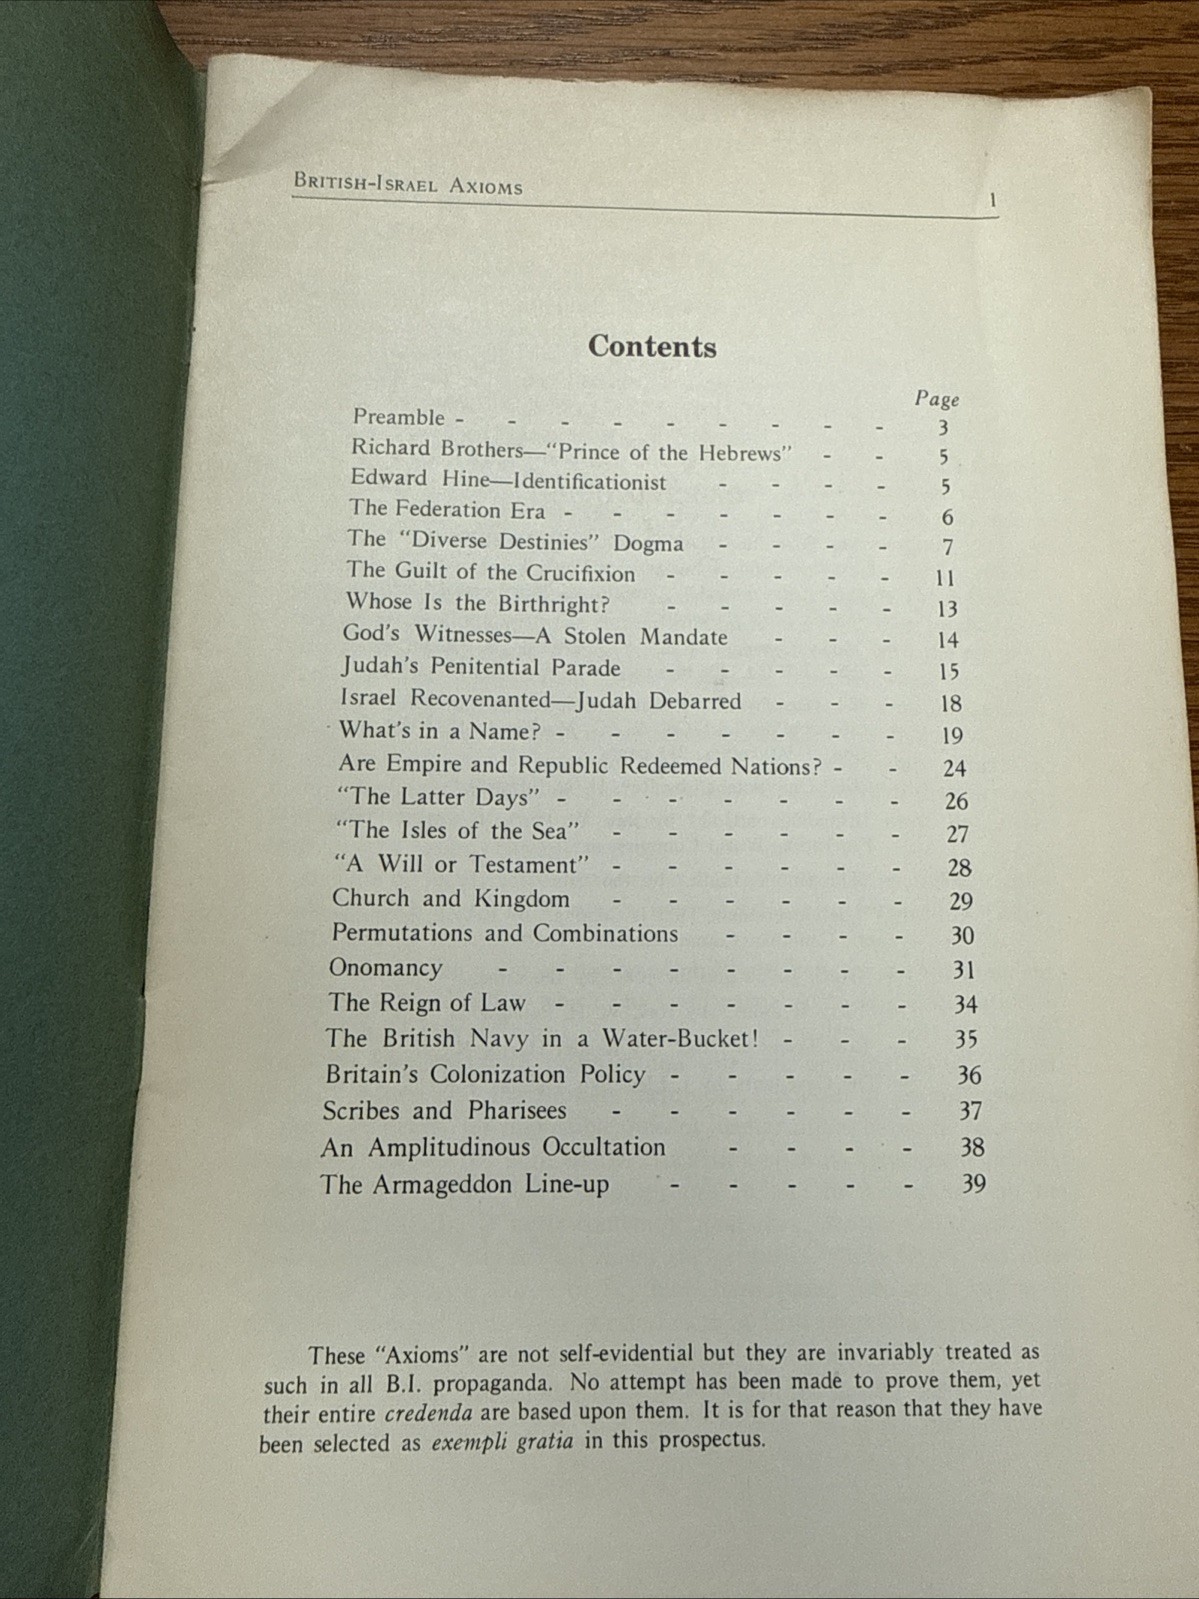 BRITISH-ISRAEL AXIOMS 1
Contents
Page
Preamble - - - - - - - - - 3
Richard Brothers—“Prince of the Hebrews” - - 5
Edward Hine—Identificationist - - - - 5
The Federation Era - - - - - - - 6
The “Diverse Destinies” Dogma - - - - 7
The Guilt of the Crucifixion - - - - - 11
Whose Is the Birthright? - - - - - 13
God's Witnesses—A Stolen Mandate - - - 14
Judah's Penitential Parade - - - - - 15
Israel Recovenanted—Judah Debarred - - - 18
What's in a Name? - - - - - - - 19
Are Empire and Republic Redeemed Nations? - - 24
“The Latter Days” - - - - - - - 26
“The Isles of the Sea” - - - - - - 27
“A Will or Testament” - - - - - - 28
Church and Kingdom - - - - - - 29
Permutations and Combinations - - - - 30
Onomancy - - - - - - - - 31
The Reign of Law - - - - - - - 34
The British Navy in a Water-Bucket! - - - 35
Britain's Colonization Policy - - - - - 36
Scribes and Pharisees - - - - - - 37
An Amplitudinous Occultation - - - - 38
The Armageddon Line-up - - - - - 39
These “Axioms” are not self-evidential but they are invariably treated as
such in all B.I. propaganda. No attempt has been made to prove them, yet
their entire credenda are based upon them. It is for that reason that they have
been selected as exempli gratia in this prospectus.